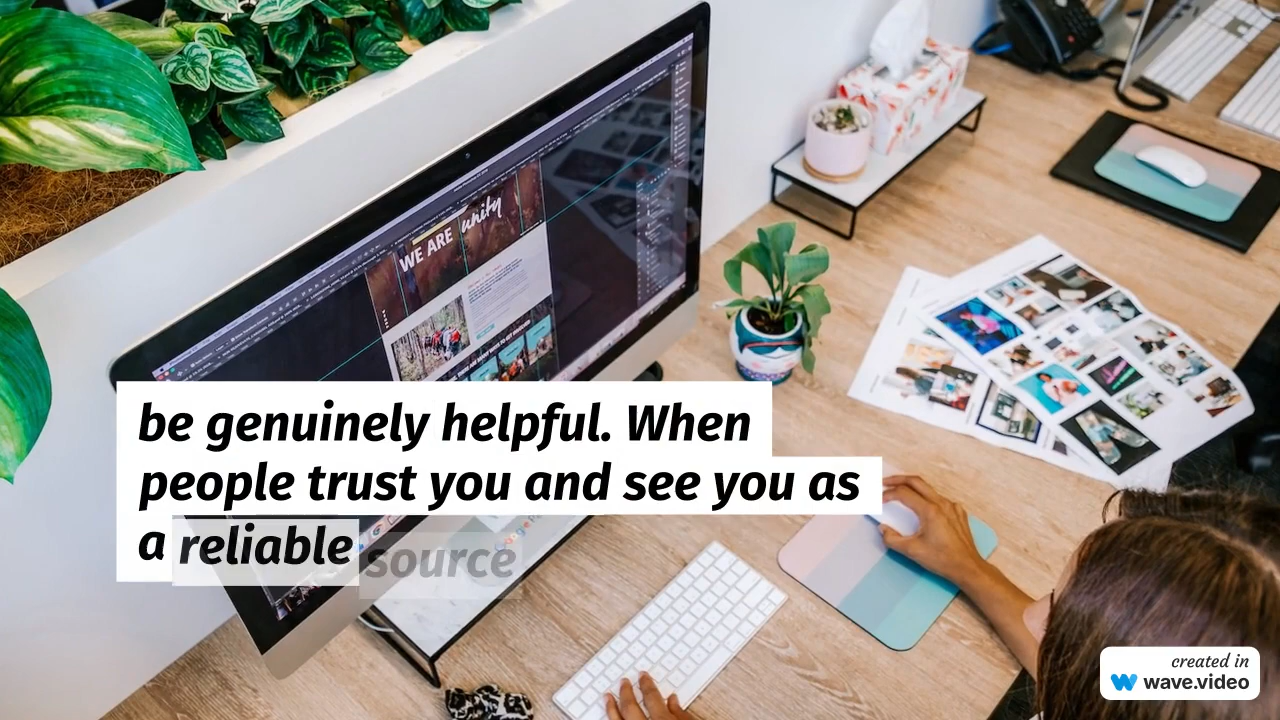 WE ARE unity
be genuinely helpful. When
people trust you and see you as
a reliable source
created in
wave.video